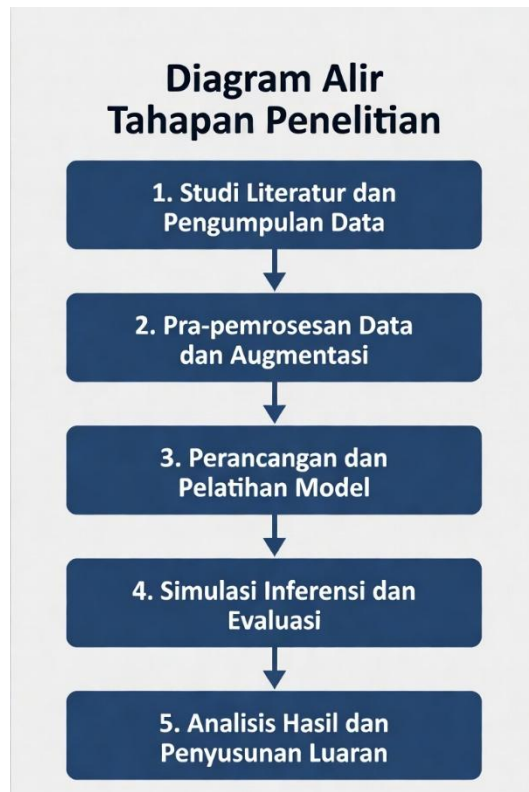 Diagram Alir
Tahapan Penelitian
1. Studi Literatur dan
Pengumpulan Data
2. Pra-pemrosesan Data
dan Augmentasi
3. Perancangan dan
Pelatihan Model
4. Simulasi Inferensi dan
Evaluasi
5. Analisis Hasil dan
Penyusunan Luaran